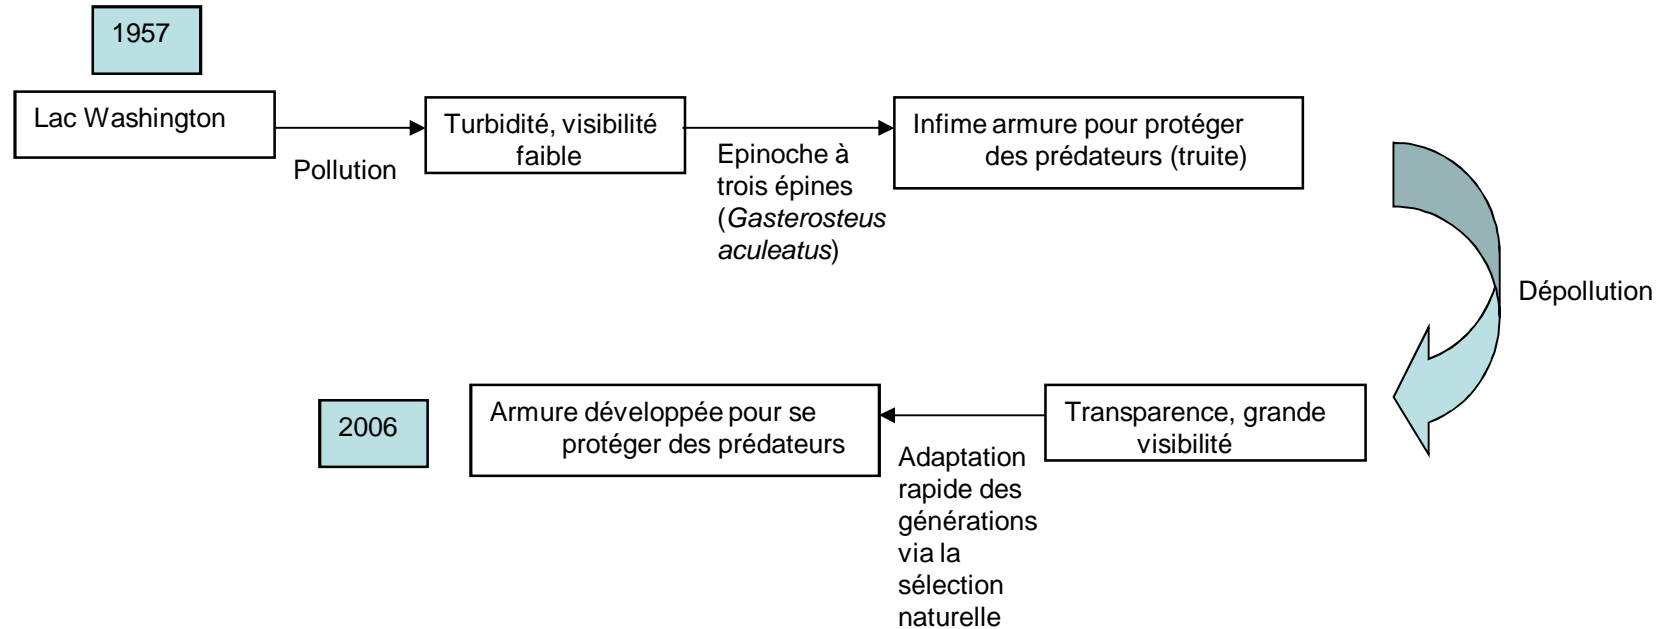 1957
Lac Washington
Pollution
Turbidité, visibilité
faible
Epinoche à
trois épines
(Gasterosteus
aculeatus)
Infime armure pour protéger
des prédateurs (truite)
Dépollution
Transparence, grande
visibilité
Adaptation
rapide des
générations
via la
sélection
naturelle
Armure développée pour se
protéger des prédateurs
2006